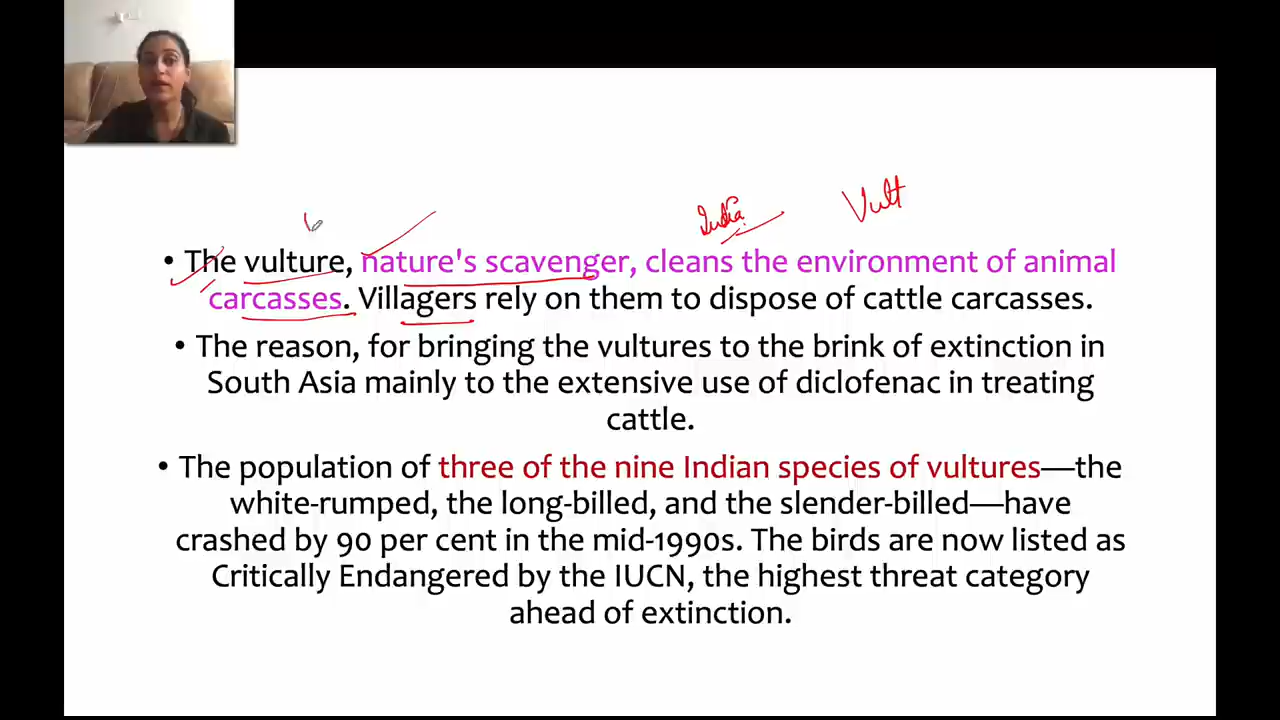 India
Vult
• The vulture, nature's scavenger, cleans the environment of animal
carcasses. Villagers rely on them to dispose of cattle carcasses.
• The reason, for bringing the vultures to the brink of extinction in
South Asia mainly to the extensive use of diclofenac in treating
cattle.
• The population of three of the nine Indian species of vultures—the
white-rumped, the long-billed, and the slender-billed—have
crashed by 90 per cent in the mid-1990s. The birds are now listed as
Critically Endangered by the IUCN, the highest threat category
ahead of extinction.